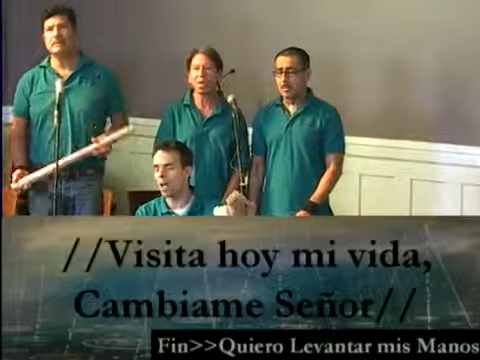 //Visita hoy mi vida,
Cambiame Señor//
Fin>>Quiero Levantar mis Manos